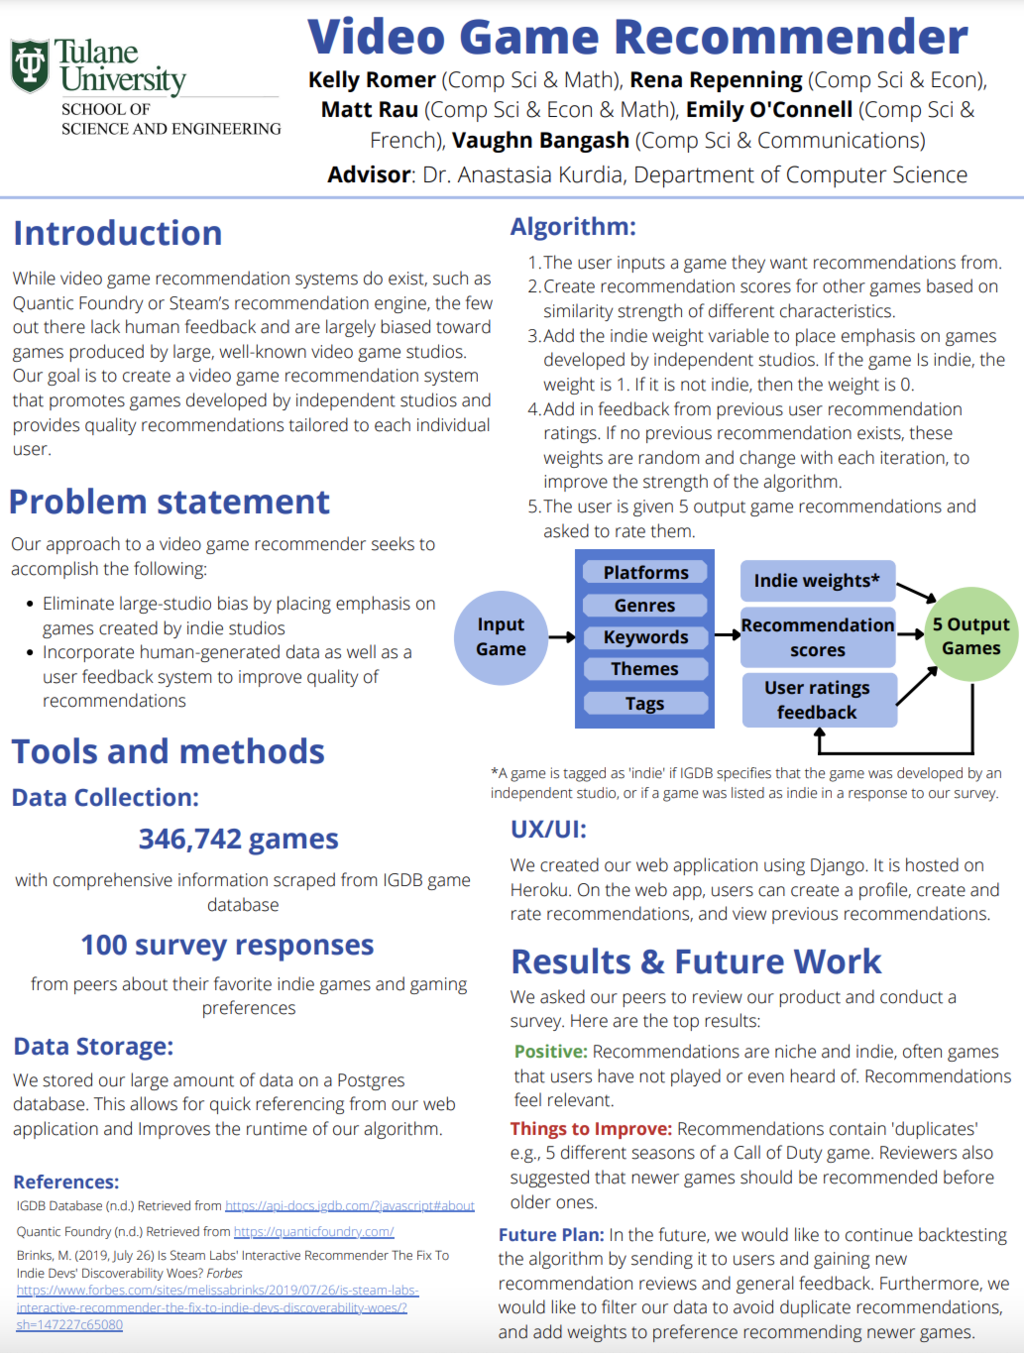 Tulane
University
SCHOOL OF
SCIENCE AND ENGINEERING
Video Game Recommender
Kelly Romer (Comp Sci & Math), Rena Repenning (Comp Sci & Econ),
Matt Rau (Comp Sci & Econ & Math), Emily O'Connell (Comp Sci &
French), Vaughn Bangash (Comp Sci & Communications)
Advisor: Dr. Anastasia Kurdia, Department of Computer Science
Introduction
While video game recommendation systems do exist, such as
Quantic Foundry or Steam's recommendation engine, the few
out there lack human feedback and are largely biased toward
games produced by large, well-known video game studios.
Our goal is to create a video game recommendation system
that promotes games developed by independent studios and
provides quality recommendations tailored to each individual
user.
Problem statement
Our approach to a video game recommender seeks to
accomplish the following:
• Eliminate large-studio bias by placing emphasis on
games created by indie studios
• Incorporate human-generated data as well as a
user feedback system to improve quality of
recommendations
Tools and methods
Data Collection:
346,742 games
with comprehensive information scraped from IGDB game
database
100 survey responses
from peers about their favorite indie games and gaming
preferences
Data Storage:
We stored our large amount of data on a Postgres
database. This allows for quick referencing from our web
application and Improves the runtime of our algorithm.
References:
IGDB Database (n.d.) Retrieved from https://api-docs.igdb.com/?javascript#about
Quantic Foundry (n.d.) Retrieved from https://quanticfoundry.com/
Brinks, M. (2019, July 26) Is Steam Labs' Interactive Recommender The Fix To
Indie Devs' Discoverability Woes? Forbes
https://www.forbes.com/sites/melissabrinks/2019/07/26/is-steam-labs-
interactive-recommender-the-fix-to-indie-devs-discoverability-woes/?
sh=147227c65080
Algorithm:
1. The user inputs a game they want recommendations from.
2. Create recommendation scores for other games based on
similarity strength of different characteristics.
3. Add the indie weight variable to place emphasis on games
developed by independent studios. If the game Is indie, the
weight is 1. If it is not indie, then the weight is 0.
4. Add in feedback from previous user recommendation
ratings. If no previous recommendation exists, these
weights are random and change with each iteration, to
improve the strength of the algorithm.
5. The user is given 5 output game recommendations and
asked to rate them.
Input
Game
Platforms
Genres
Keywords
Themes
Tags
Indie weights*
Recommendation
scores
User ratings
feedback
5 Output
Games
*A game is tagged as 'indie' if IGDB specifies that the game was developed by an
independent studio, or if a game was listed as indie in a response to our survey.
UX/UI:
We created our web application using Django. It is hosted on
Heroku. On the web app, users can create a profile, create and
rate recommendations, and view previous recommendations.
Results & Future Work
We asked our peers to review our product and conduct a
survey. Here are the top results:
Positive: Recommendations are niche and indie, often games
that users have not played or even heard of. Recommendations
feel relevant.
Things to Improve: Recommendations contain 'duplicates'
e.g., 5 different seasons of a Call of Duty game. Reviewers also
suggested that newer games should be recommended before
older ones.
Future Plan: In the future, we would like to continue backtesting
the algorithm by sending it to users and gaining new
recommendation reviews and general feedback. Furthermore, we
would like to filter our data to avoid duplicate recommendations,
and add weights to preference recommending newer games.